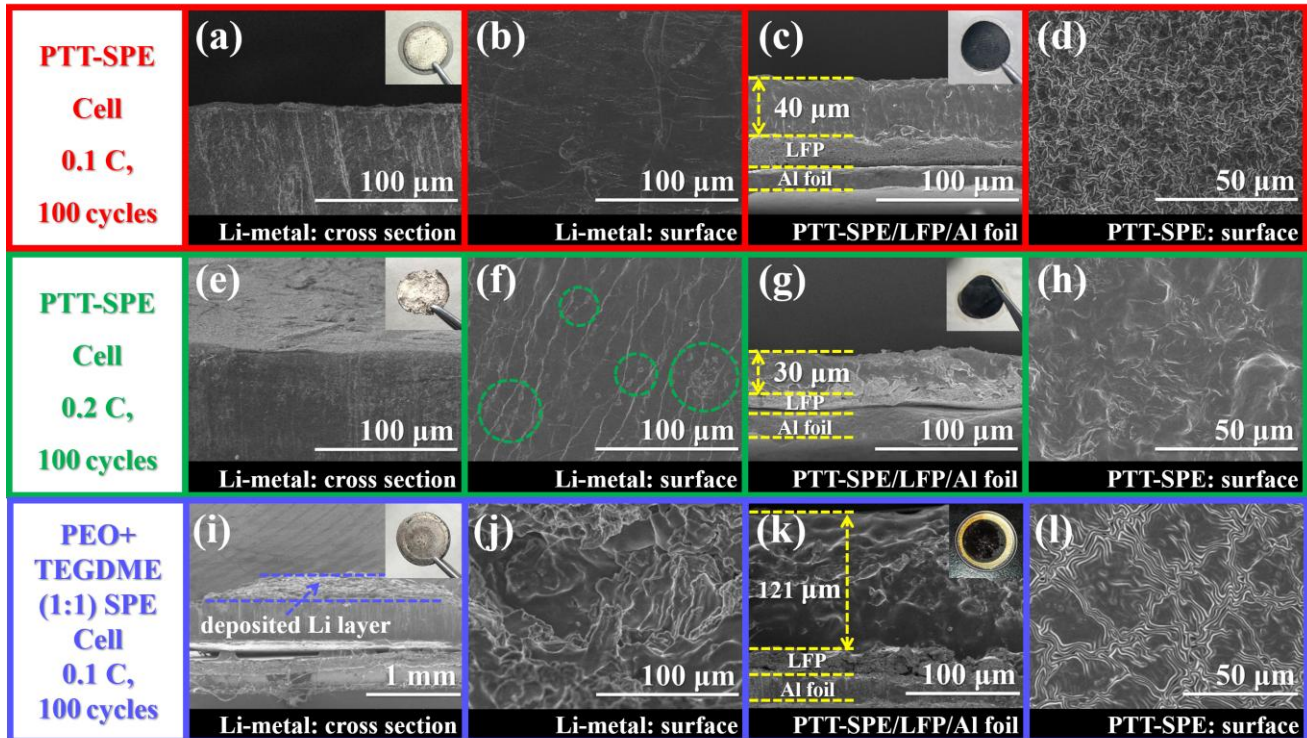 PTT-SPE
Cell
0.1 C,
100 cycles
(a)
100 μm
Li-metal: cross section
(b)
100 μm
Li-metal: surface
(c)
40 μm
LFP
Al foil
100 μm
PTT-SPE/LFP/Al foil
(d)
50 μm
PTT-SPE: surface
PTT-SPE
Cell
0.2 C,
100 cycles
(e)
100 μm
Li-metal: cross section
(f)
100 μm
Li-metal: surface
(g)
30 μm
LFP
Al foil
100 μm
PTT-SPE/LFP/Al foil
(h)
50 μm
PTT-SPE: surface
PEO+
TEGDME
(1:1) SPE
Cell
0.1 C,
100 cycles
(i)
deposited Li layer
1 mm
Li-metal: cross section
(j)
100 μm
Li-metal: surface
(k)
121 μm
LFP
Al foil
100 μm
PTT-SPE/LFP/Al foil
(l)
50 μm
PTT-SPE: surface